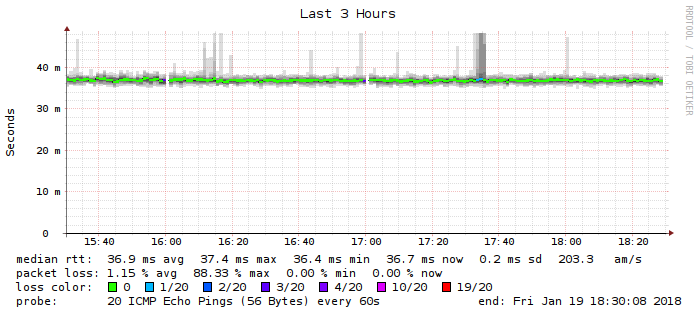 Last 3 Hours
RRDTOOL / TOBI OETIKER
Seconds
40 m
30 m
20 m
10 m
0
15:40 16:00 16:20 16:40 17:00 17:20 17:40 18:00 18:20
median rtt: 36.9 ms avg 37.4 ms max 36.4 ms min 36.7 ms now 0.2 ms sd 203.3 am/s
packet loss: 1.15 % avg 88.33 % max 0.00 % min 0.00 % now
loss color: 0 1/20 2/20 3/20 4/20 10/20 19/20
probe: 20 ICMP Echo Pings (56 Bytes) every 60s end: Fri Jan 19 18:30:08 2018